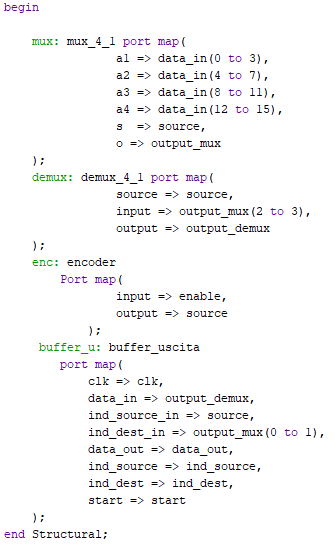 begin
mux: mux_4_1 port map(
a1 => data_in(0 to 3),
a2 => data_in(4 to 7),
a3 => data_in(8 to 11),
a4 => data_in(12 to 15),
s => source,
o => output_mux
);
demux: demux_4_1 port map(
source => source,
input => output_mux(2 to 3),
output => output_demux
);
enc: encoder
Port map(
input => enable,
output => source
);
buffer_u: buffer_uscita
port map(
clk => clk,
data_in => output_demux,
ind_source_in => source,
ind_dest_in => output_mux(0 to 1),
data_out => data_out,
ind_source => ind_source,
ind_dest => ind_dest,
start => start
);
end Structural;